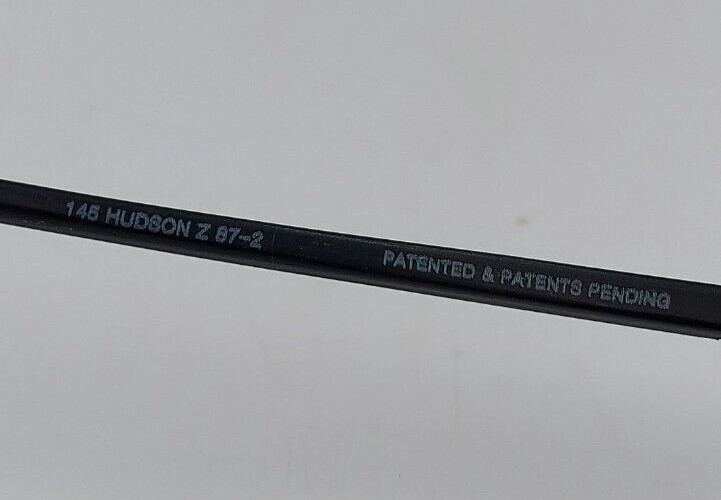 145 HUDSON Z 87-2
PATENTED & PATENTS PENDING